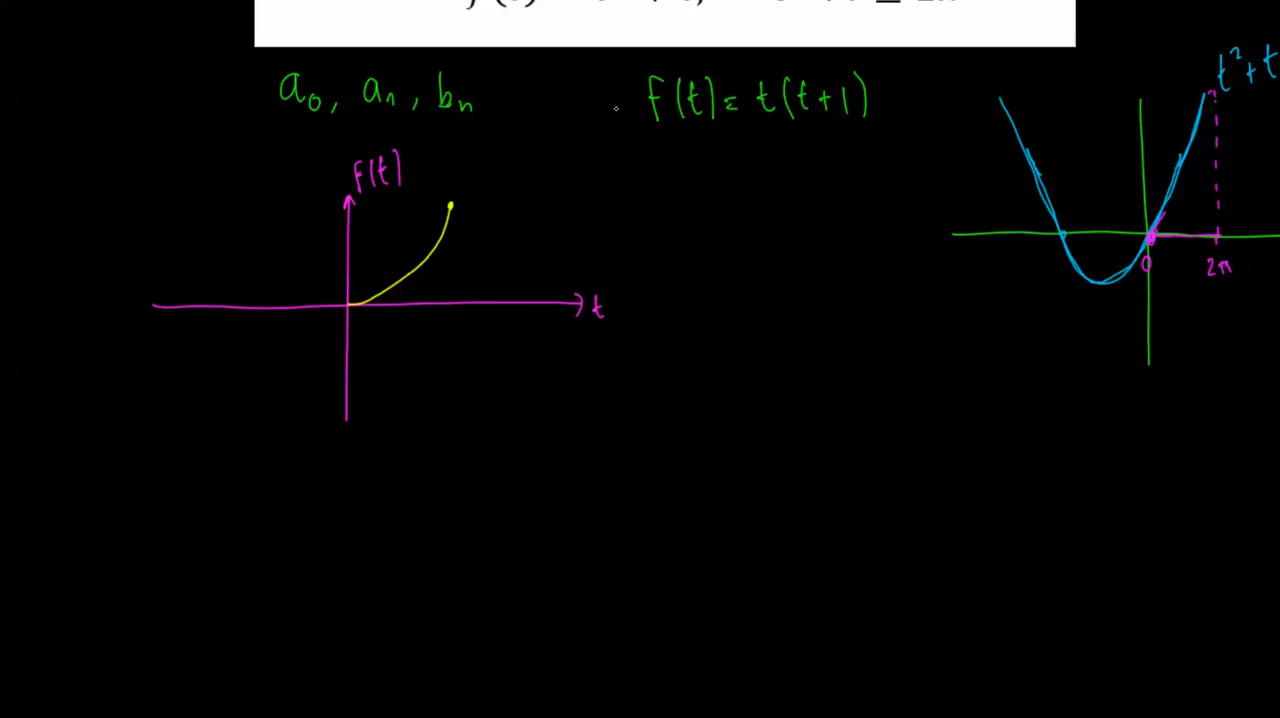 a₀, aₙ, bₙ
f(t) = t(t+1)
t² + t
f(t)
t
0
2π